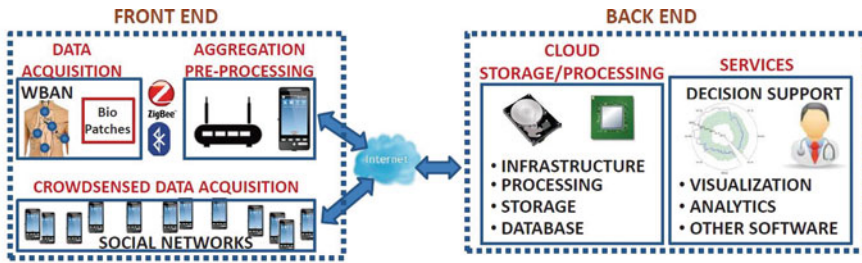 FRONT END
DATA
ACQUISITION
WBAN
Bio
Patches
ZigBee
AGGREGATION
PRE-PROCESSING
CROWDSENSED DATA ACQUISITION
SOCIAL NETWORKS
Internet
BACK END
CLOUD
STORAGE/PROCESSING
• INFRASTRUCTURE
• PROCESSING
• STORAGE
• DATABASE
SERVICES
DECISION SUPPORT
• VISUALIZATION
• ANALYTICS
• OTHER SOFTWARE